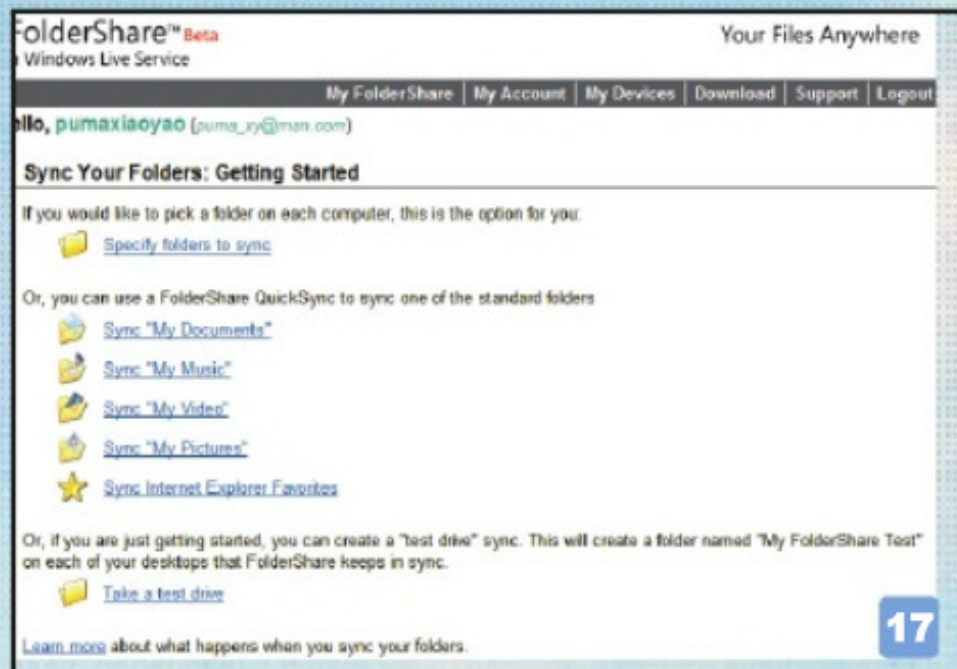 FolderShare™ Beta
Windows Live Service
Your Files Anywhere
My FolderShare | My Account | My Devices | Download | Support | Logout
ello, pumaxiaoyao (puma_xy@msn.com)
Sync Your Folders: Getting Started
If you would like to pick a folder on each computer, this is the option for you:
Specify folders to sync
Or, you can use a FolderShare QuickSync to sync one of the standard folders
Sync "My Documents"
Sync "My Music"
Sync "My Video"
Sync "My Pictures"
Sync Internet Explorer Favorites
Or, if you are just getting started, you can create a "test drive" sync. This will create a folder named "My FolderShare Test"
on each of your desktops that FolderShare keeps in sync.
Take a test drive
Learn more about what happens when you sync your folders.
17